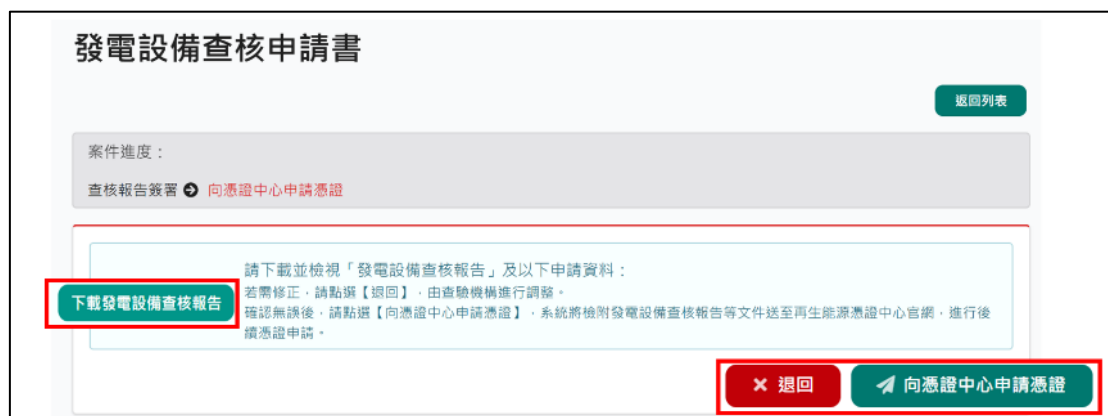 發電設備查核申請書
返回列表
案件進度：
查核報告簽署 向憑證中心申請憑證
請下載並檢視「發電設備查核報告」及以下申請資料：
下載發電設備查核報告
若需修正，請點選【退回】，由查驗機構進行調整。
確認無誤後，請點選【向憑證中心申請憑證】，系統將檢附發電設備查核報告等文件送至再生能源憑證中心官網，進行後
續憑證申請。
退回
向憑證中心申請憑證